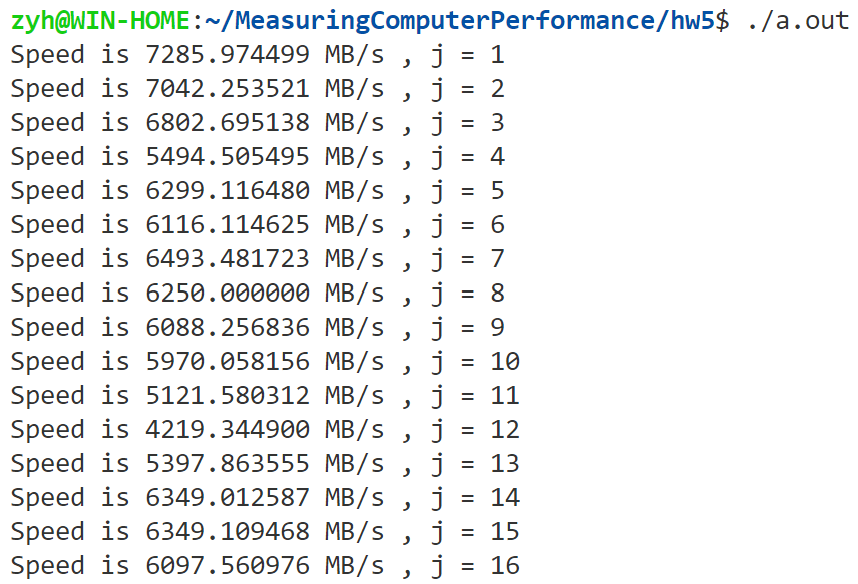 zyh@WIN-HOME:~/MeasuringComputerPerformance/hw5$ ./a.out
Speed is 7285.974499 MB/s , j = 1
Speed is 7042.253521 MB/s , j = 2
Speed is 6802.695138 MB/s , j = 3
Speed is 5494.505495 MB/s , j = 4
Speed is 6299.116480 MB/s , j = 5
Speed is 6116.114625 MB/s , j = 6
Speed is 6493.481723 MB/s , j = 7
Speed is 6250.000000 MB/s , j = 8
Speed is 6088.256836 MB/s , j = 9
Speed is 5970.058156 MB/s , j = 10
Speed is 5121.580312 MB/s , j = 11
Speed is 4219.344900 MB/s , j = 12
Speed is 5397.863555 MB/s , j = 13
Speed is 6349.012587 MB/s , j = 14
Speed is 6349.109468 MB/s , j = 15
Speed is 6097.560976 MB/s , j = 16